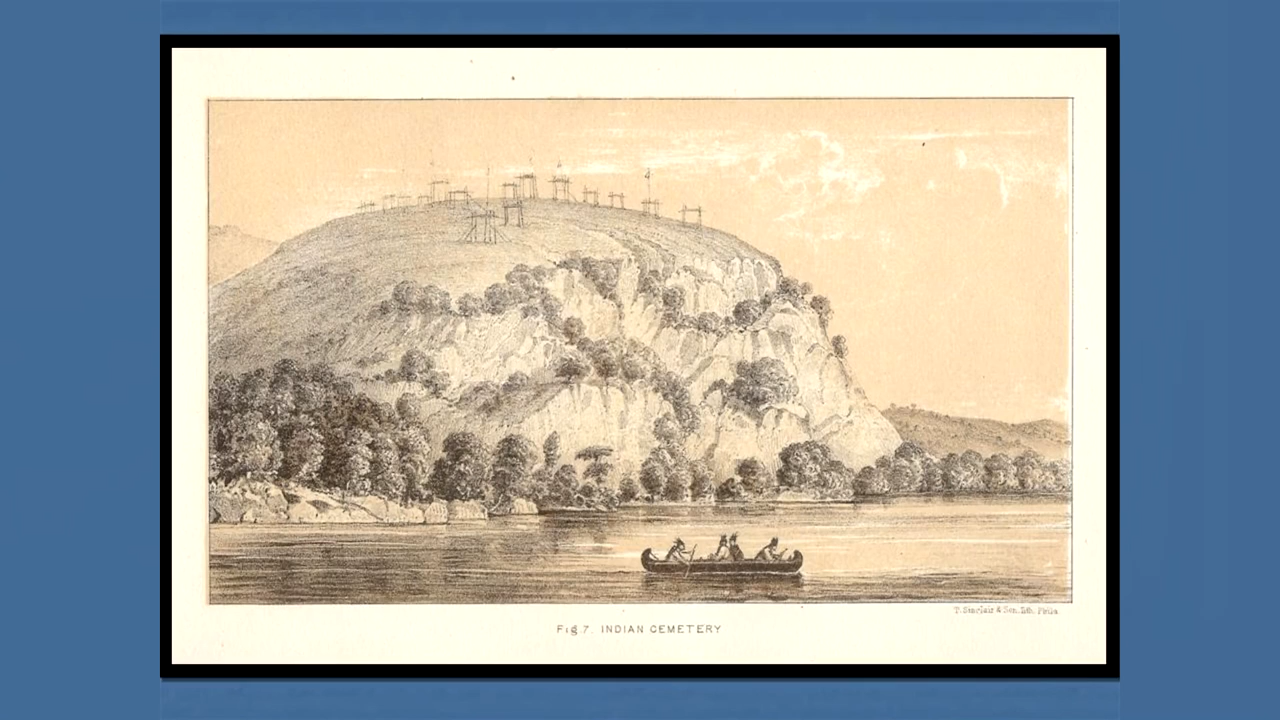 T. Sinclair & Son, Lith. Phila.
Fig 7. INDIAN CEMETERY